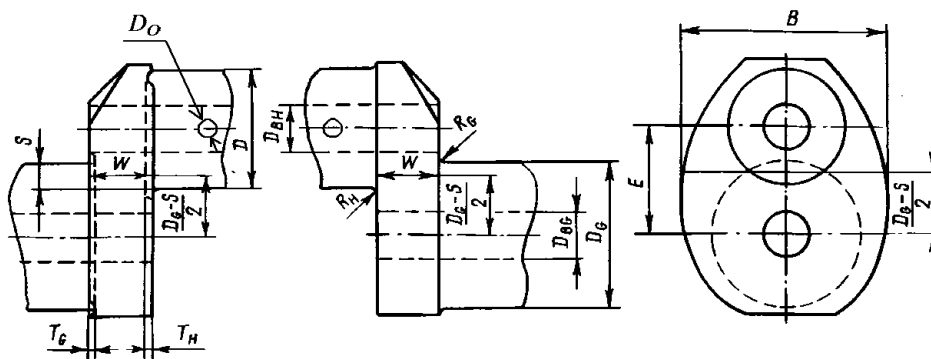 D_O
S
W
D
(D_G-S)/2
T_G
T_H
D_BH
W
R_G
R_H
(D_G-S)/2
D_BG
D_G
B
E
(D_G-S)/2